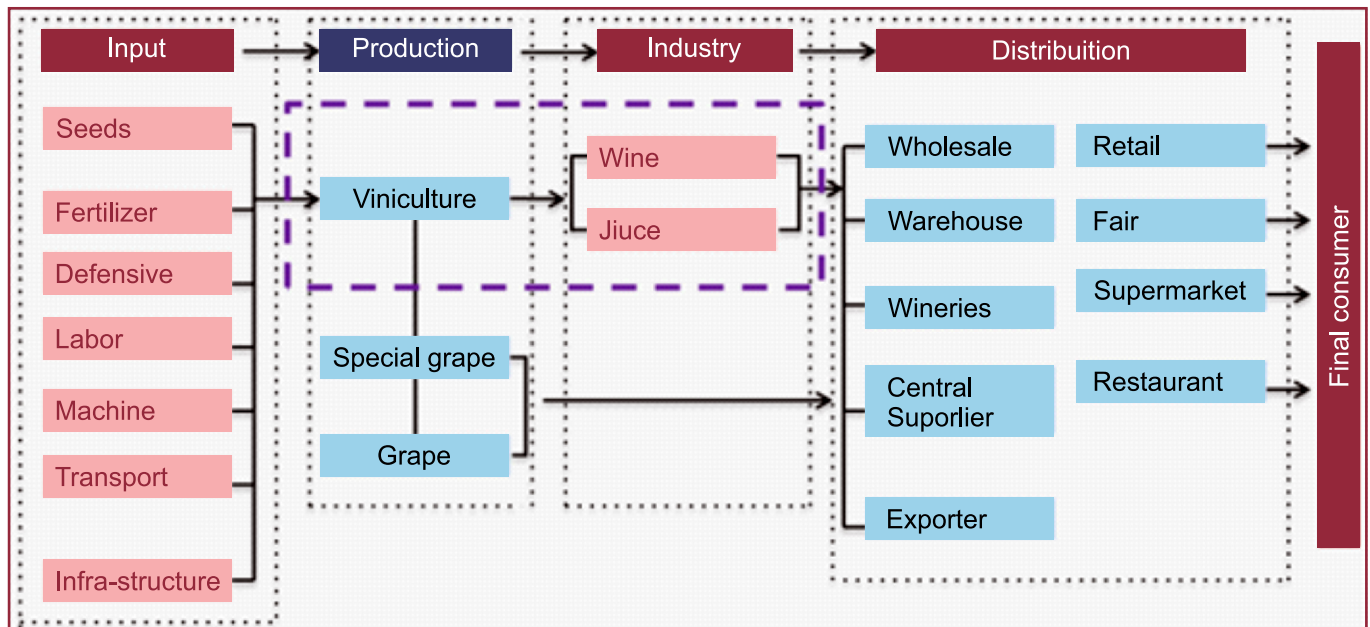 Input
Production
Industry
Distribuition
Seeds
Fertilizer
Defensive
Labor
Machine
Transport
Infra-structure
Viniculture
Special grape
Grape
Wine
Jiuce
Wholesale
Warehouse
Wineries
Central
Suporlier
Exporter
Retail
Fair
Supermarket
Restaurant
Final consumer